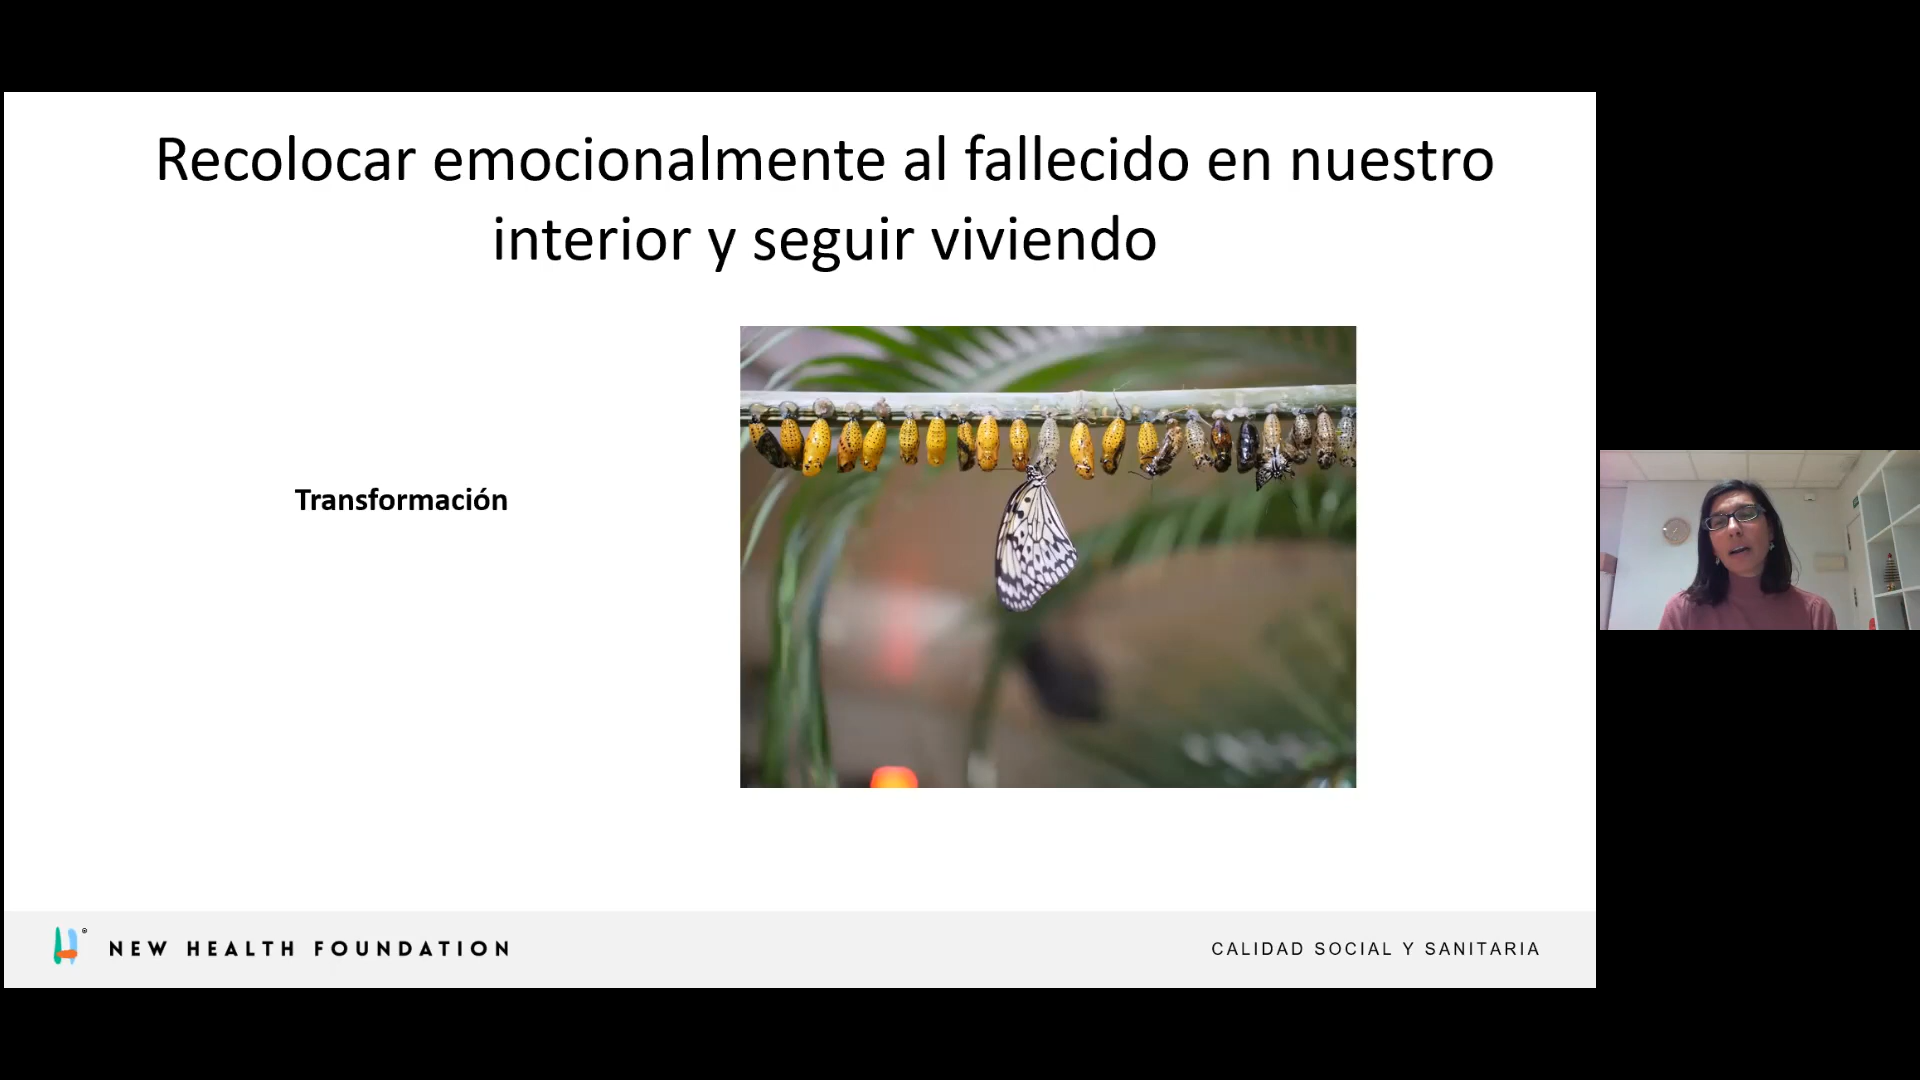 Recolocar emocionalmente al fallecido en nuestro
interior y seguir viviendo
Transformación
NEW HEALTH FOUNDATION
CALIDAD SOCIAL Y SANITARIA